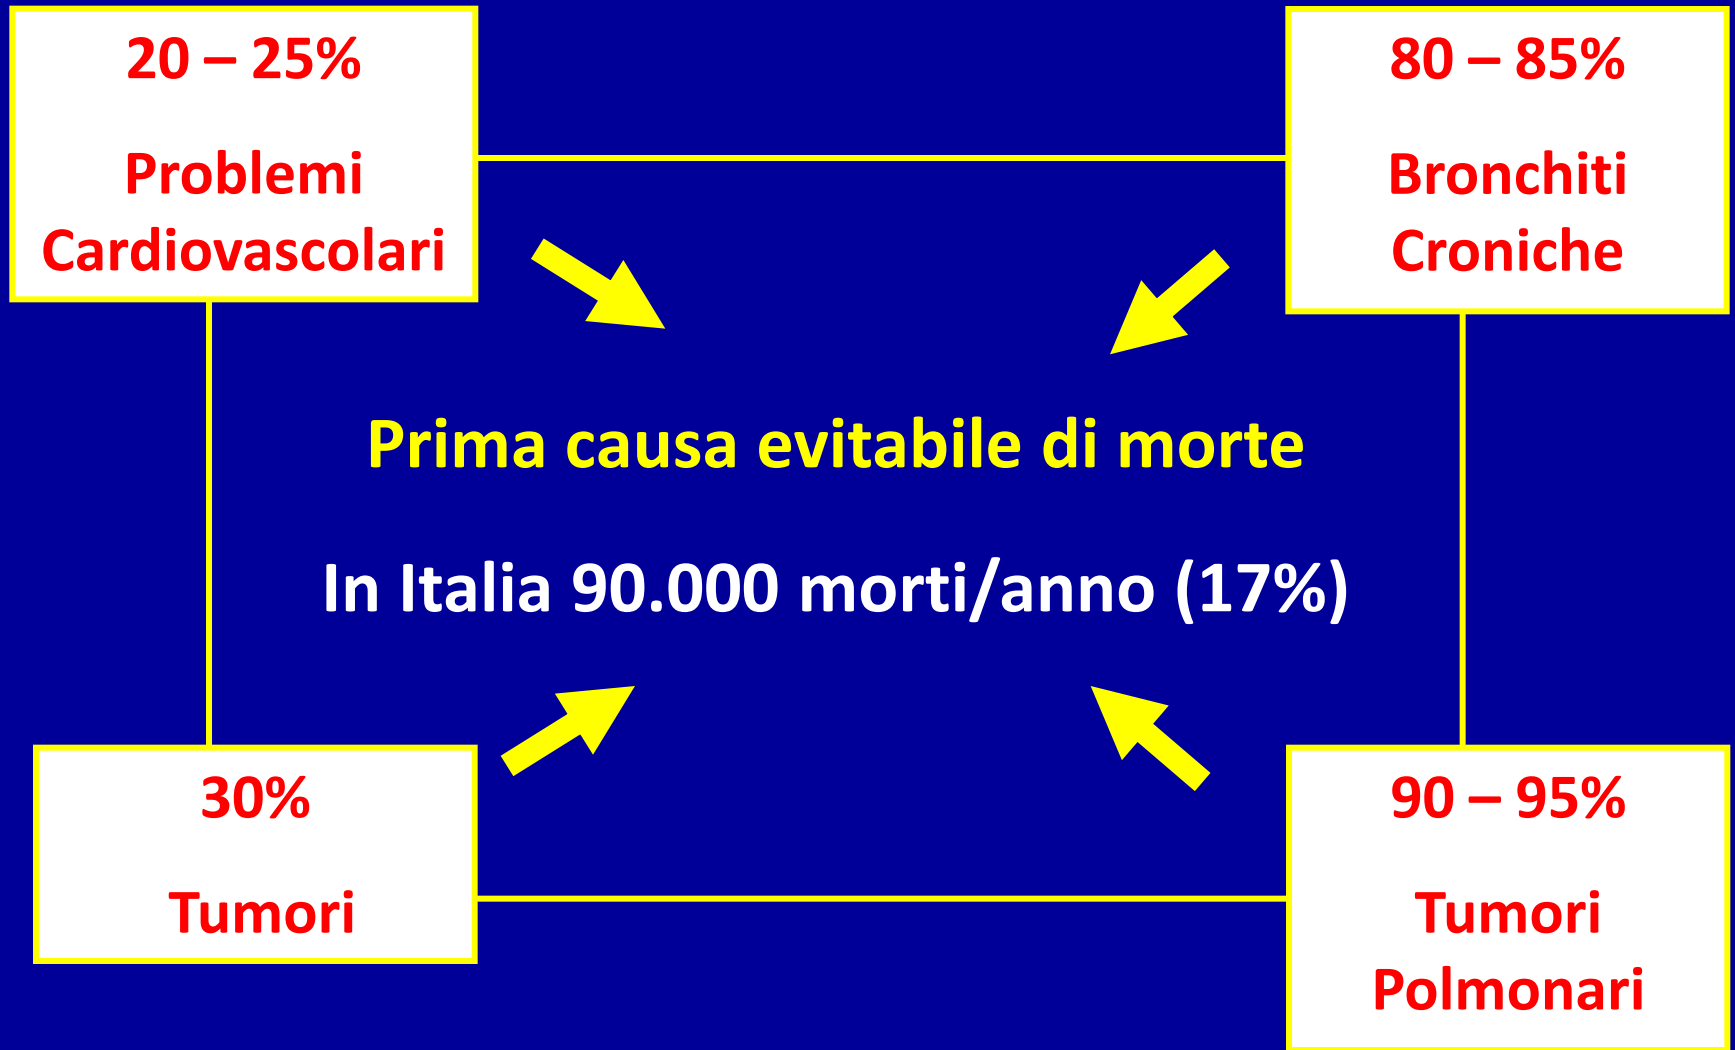 20 – 25%
Problemi
Cardiovascolari
80 – 85%
Bronchiti
Croniche
Prima causa evitabile di morte
In Italia 90.000 morti/anno (17%)
30%
Tumori
90 – 95%
Tumori
Polmonari